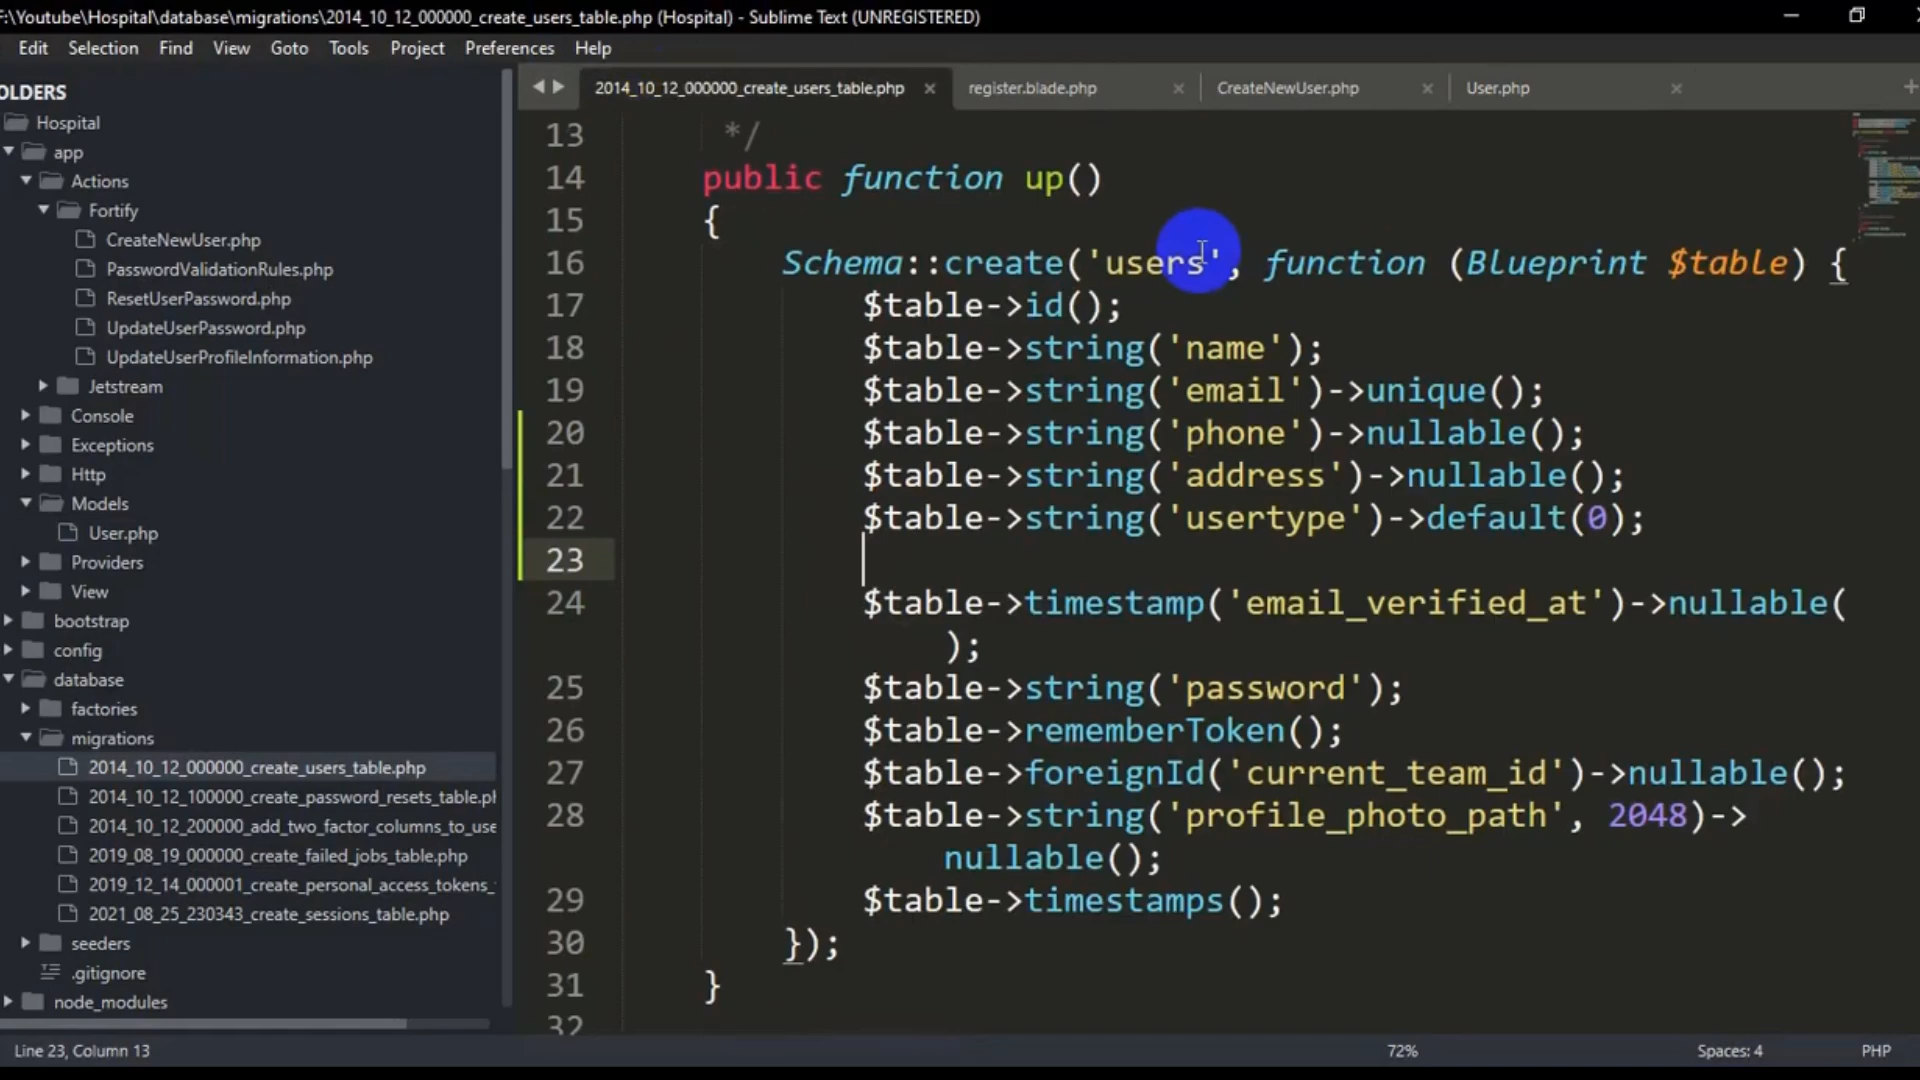 F:\Youtube\Hospital\database\migrations\2014_10_12_000000_create_users_table.php (Hospital) - Sublime Text (UNREGISTERED)
Edit Selection Find View Goto Tools Project Preferences Help
OLDERS
Hospital
app
Actions
Fortify
CreateNewUser.php
PasswordValidationRules.php
ResetUserPassword.php
UpdateUserPassword.php
UpdateUserProfileInformation.php
Jetstream
Console
Exceptions
Http
Models
User.php
Providers
View
bootstrap
config
database
factories
migrations
2014_10_12_000000_create_users_table.php
2014_10_12_100000_create_password_resets_table.ph
2014_10_12_200000_add_two_factor_columns_to_use
2019_08_19_000000_create_failed_jobs_table.php
2019_12_14_000001_create_personal_access_tokens_
2021_08_25_230343_create_sessions_table.php
seeders
.gitignore
node_modules
2014_10_12_000000_create_users_table.php register.blade.php CreateNewUser.php User.php
13 */
14 public function up()
15 {
16 Schema::create('users', function (Blueprint $table) {
17 $table->id();
18 $table->string('name');
19 $table->string('email')->unique();
20 $table->string('phone')->nullable();
21 $table->string('address')->nullable();
22 $table->string('usertype')->default(0);
23
24 $table->timestamp('email_verified_at')->nullable(
);
25 $table->string('password');
26 $table->rememberToken();
27 $table->foreignId('current_team_id')->nullable();
28 $table->string('profile_photo_path', 2048)->
nullable();
29 $table->timestamps();
30 });
31 }
32
Line 23, Column 13 72% Spaces: 4 PHP